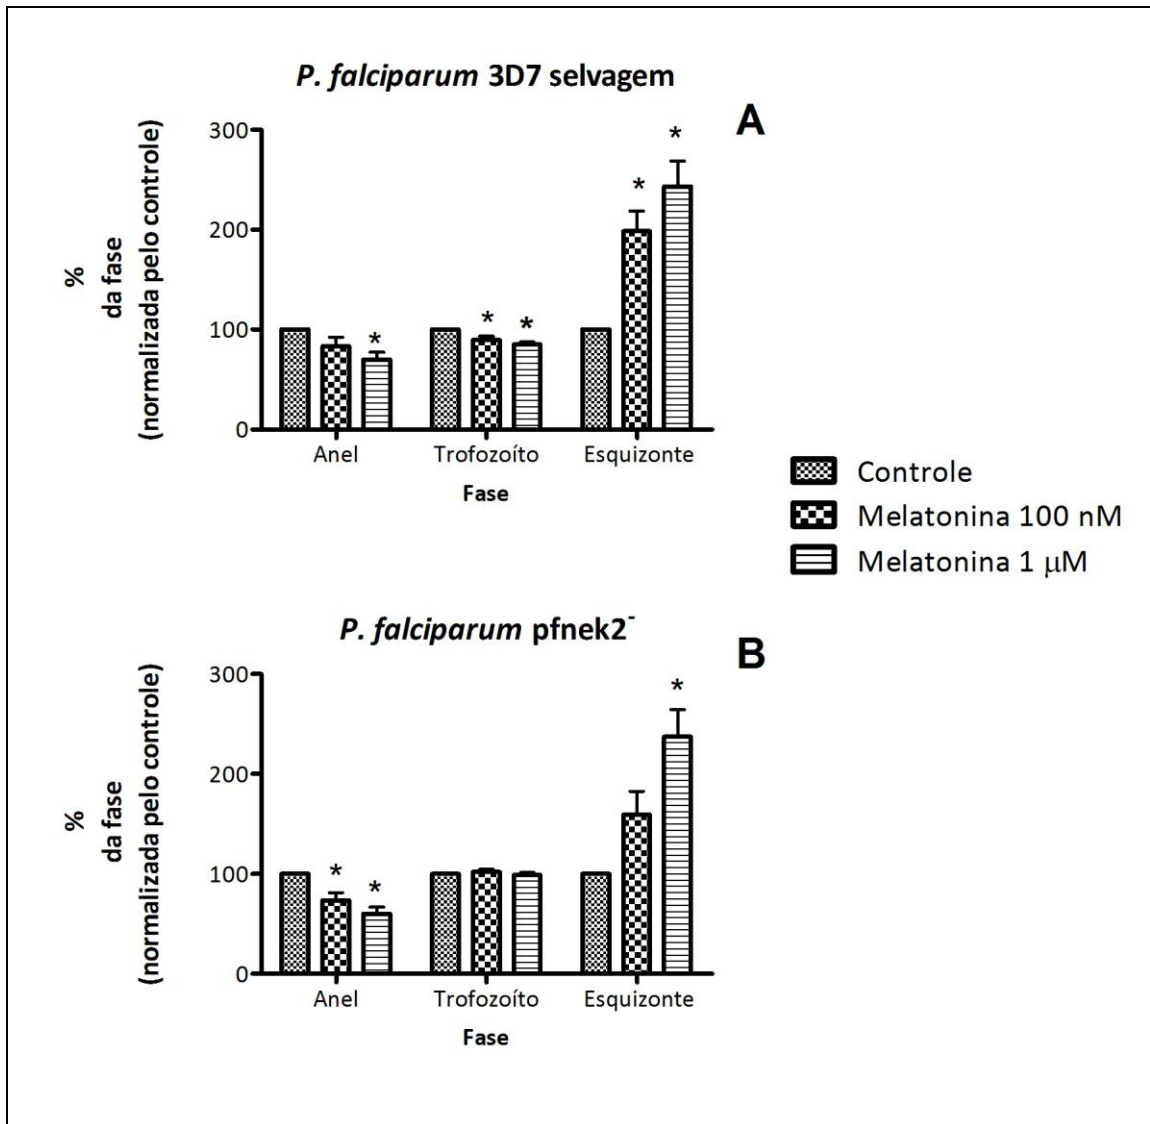 P. falciparum 3D7 selvagem
A
%
da fase
(normalizada pelo controle)
300
200
100
0
*
*
*
*
*
Anel
Trofozoíto
Esquizonte
Fase
Controle
Melatonina 100 nM
Melatonina 1 μM
P. falciparum pfnek2⁻
B
%
da fase
(normalizada pelo controle)
300
200
100
0
*
*
*
Anel
Trofozoíto
Esquizonte
Fase